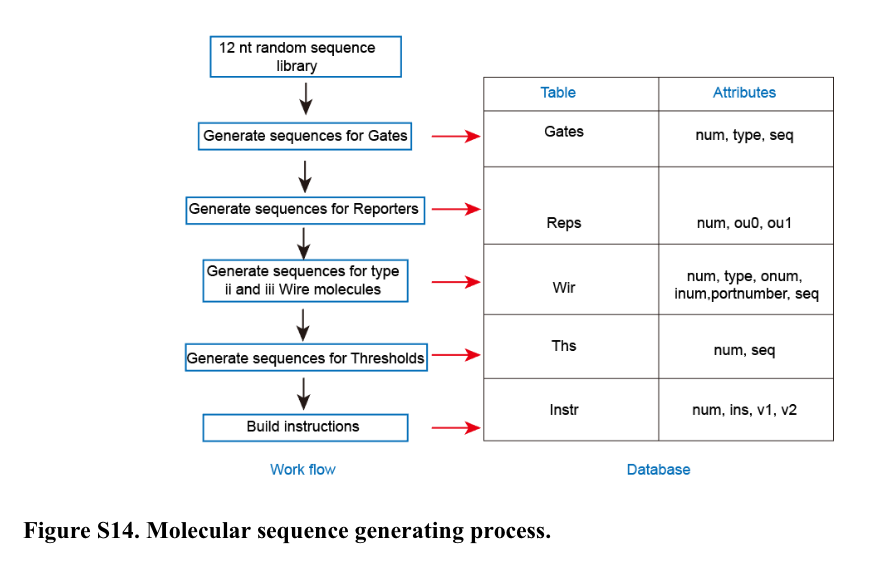 12 nt random sequence
library
Generate sequences for Gates
Generate sequences for Reporters
Generate sequences for type
ii and iii Wire molecules
Generate sequences for Thresholds
Build instructions
Work flow
Table Attributes
Gates num, type, seq
Reps num, ou0, ou1
Wir num, type, onum,
inum,portnumber, seq
Ths num, seq
Instr num, ins, v1, v2
Database
Figure S14. Molecular sequence generating process.